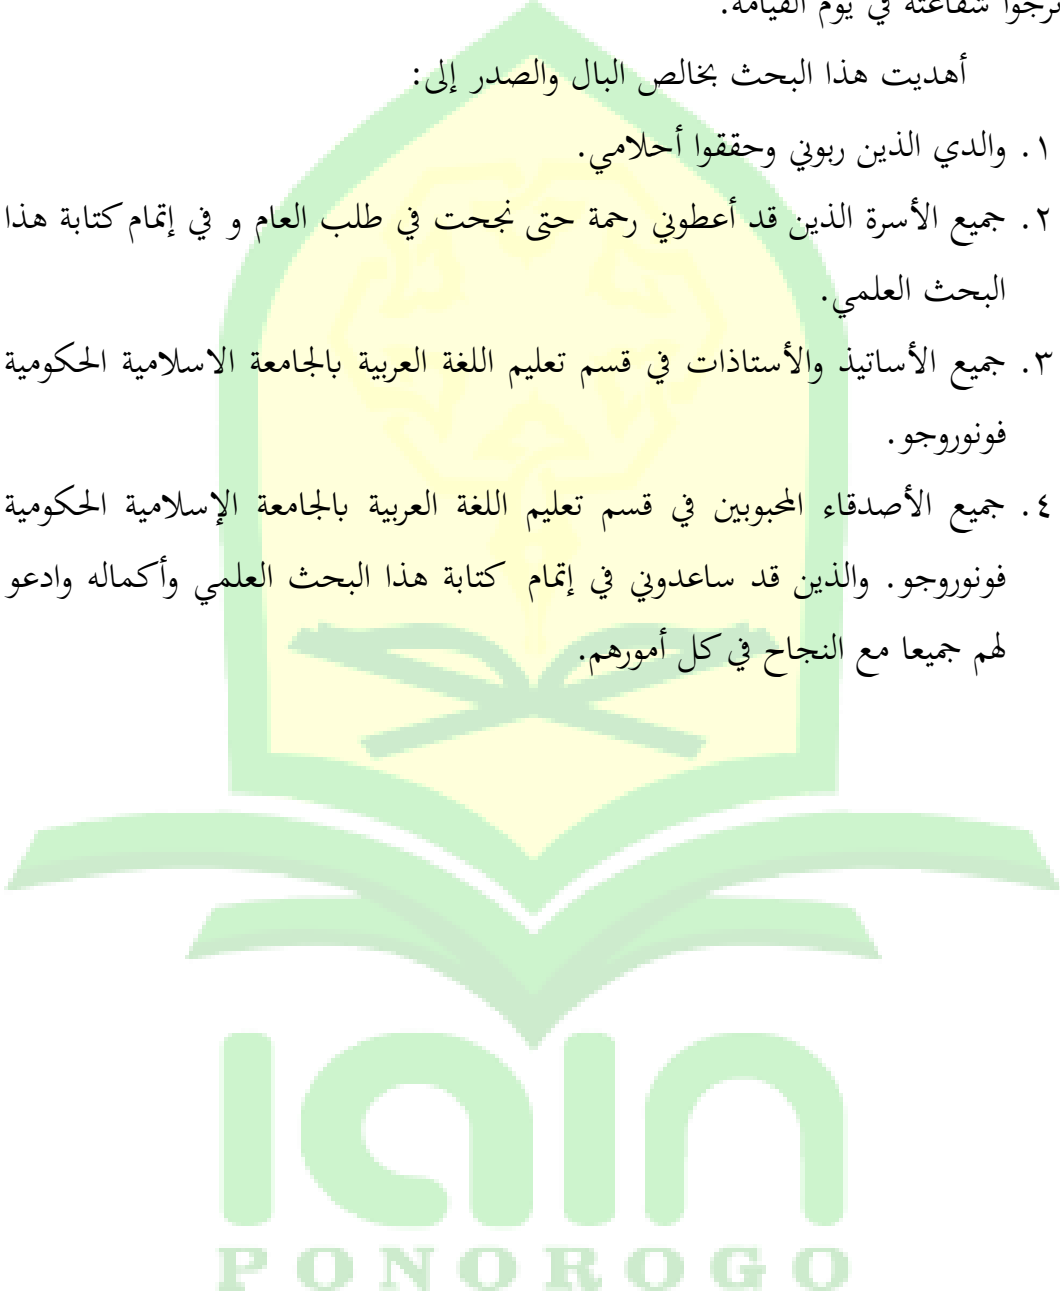 نرجوا شفاعته في يوم القيامة.
أهديت هذا البحث بخالص البال والصدر إلى:
١. والدي الذين ربوني وحققوا أحلامي.
٢. جميع الأسرة الذين قد أعطوني رحمة حتى نجحت في طلب العام و في إتمام كتابة هذا
البحث العلمي.
٣. جميع الأساتيذ والأستاذات في قسم تعليم اللغة العربية بالجامعة الاسلامية الحكومية
فونوروجو.
٤. جميع الأصدقاء المحبوبين في قسم تعليم اللغة العربية بالجامعة الإسلامية الحكومية
فونوروجو. والذين قد ساعدوني في إتمام كتابة هذا البحث العلمي وأكماله وادعو
لهم جميعا مع النجاح في كل أمورهم.
iain
PONOROGO